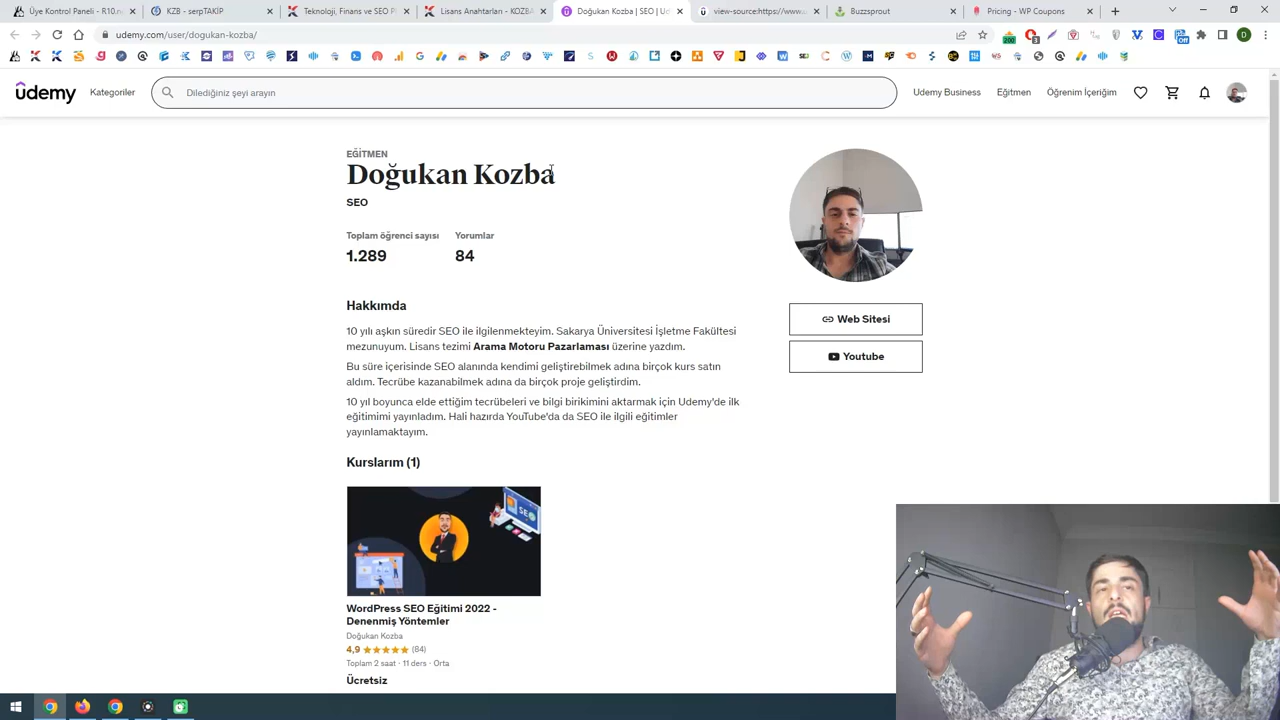 Üye Kontrol Paneli - R10.n
KZB - serpTAKİP
Teknoloji, Finans ve SEO P
Lisans Anahtarları - KOZBA
Doğukan Kozba | SEO | Ud
view-source:https://www.u
Buzzsprout
Pricing - WP Coupons
udemy.com/user/dogukan-kozba/
ûdemy
Kategoriler
Dilediğiniz şeyi arayın
Udemy Business
Eğitmen
Öğrenim İçeriğim
EĞİTMEN
Doğukan Kozba
SEO
Toplam öğrenci sayısı
Yorumlar
1.289
84
Hakkımda
10 yılı aşkın süredir SEO ile ilgilenmekteyim. Sakarya Üniversitesi İşletme Fakültesi
mezunuyum. Lisans tezimi Arama Motoru Pazarlaması üzerine yazdım.
Bu süre içerisinde SEO alanında kendimi geliştirebilmek adına birçok kurs satın
aldım. Tecrübe kazanabilmek adına da birçok proje geliştirdim.
10 yıl boyunca elde ettiğim tecrübeleri ve bilgi birikimini aktarmak için Udemy'de ilk
eğitimimi yayınladım. Hali hazırda YouTube'da da SEO ile ilgili eğitimler
yayınlamaktayım.
Web Sitesi
Youtube
Kurslarım (1)
SEO
WordPress SEO Eğitimi 2022 -
Denenmiş Yöntemler
Doğukan Kozba
4,9
(84)
Toplam 2 saat · 11 ders · Orta
Ücretsiz